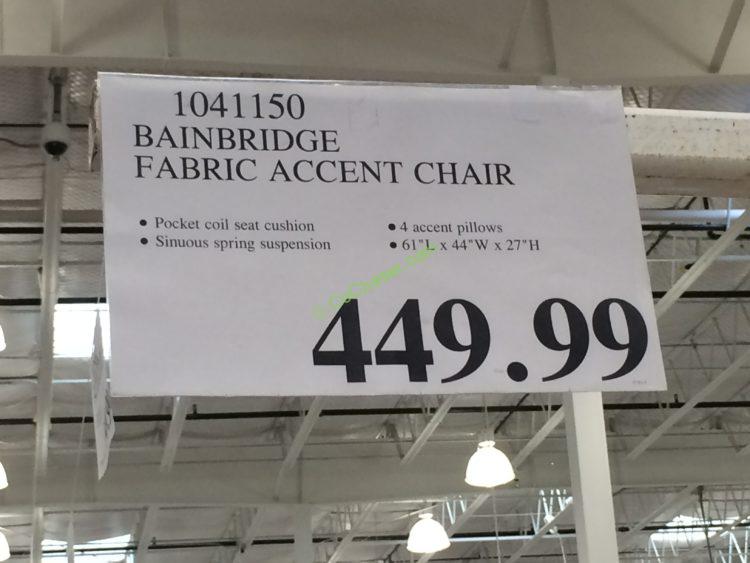 1041150
BAINBRIDGE
FABRIC ACCENT CHAIR
• Pocket coil seat cushion
• Sinuous spring suspension
• 4 accent pillows
• 61"L x 44"W x 27"H
449.99